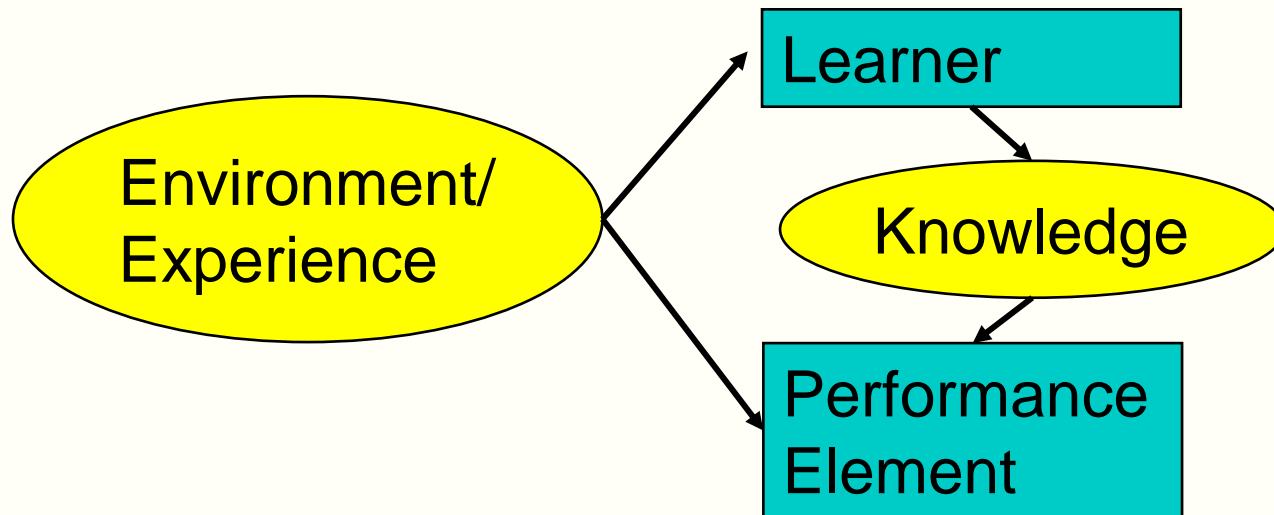 Environment/
Experience
Learner
Knowledge
Performance
Element